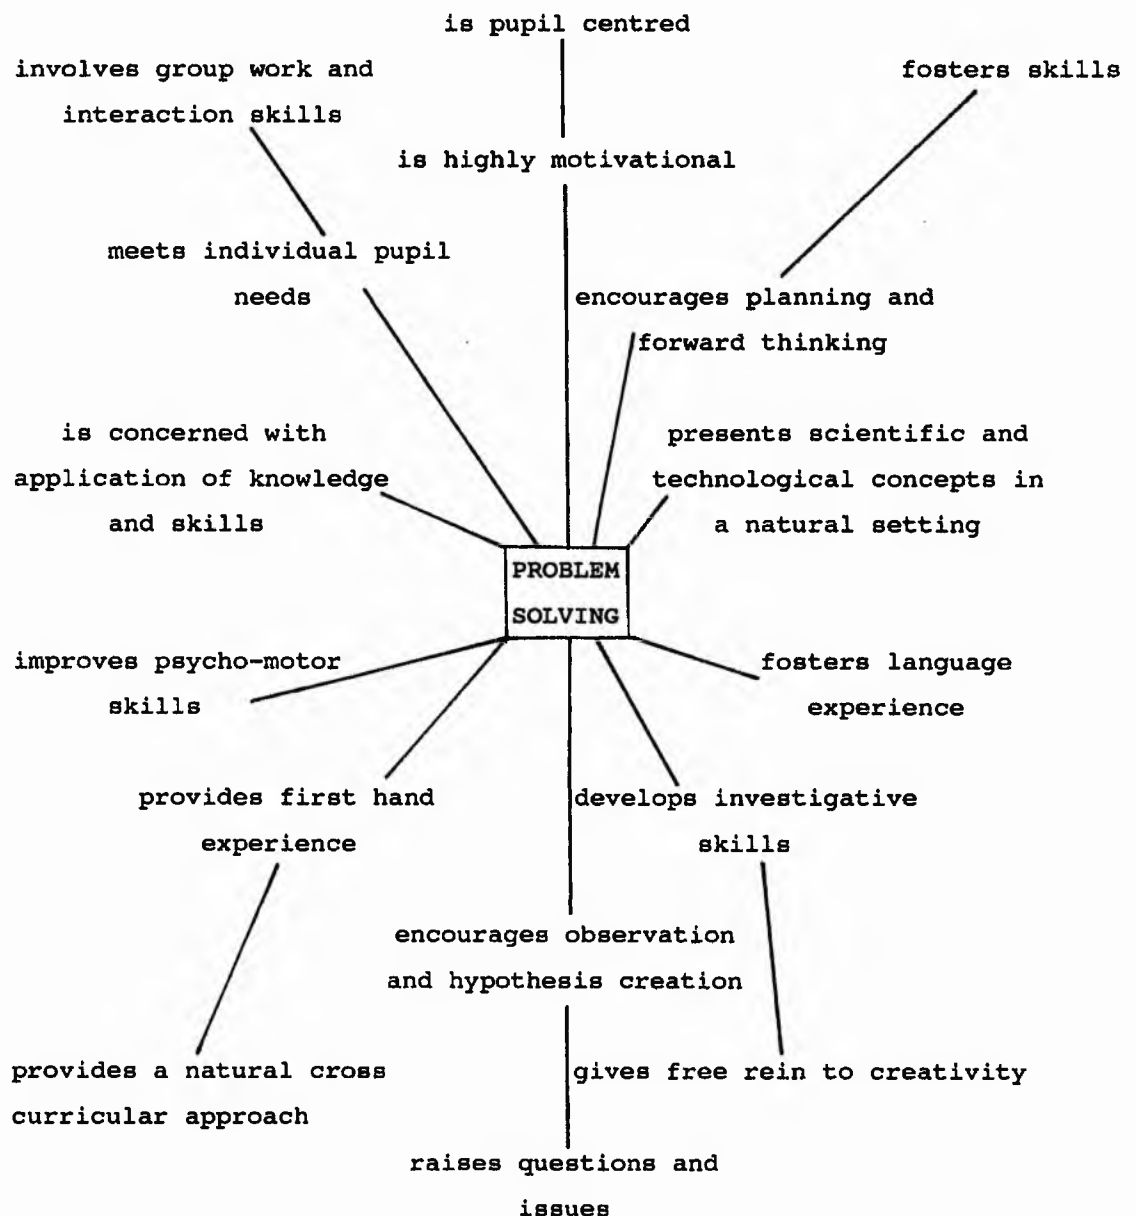 is pupil centred
involves group work and
interaction skills
fosters skills
is highly motivational
meets individual pupil
needs
encourages planning and
forward thinking
is concerned with
application of knowledge
and skills
presents scientific and
technological concepts in
a natural setting
PROBLEM
SOLVING
improves psycho-motor
skills
fosters language
experience
provides first hand
experience
develops investigative
skills
encourages observation
and hypothesis creation
provides a natural cross
curricular approach
gives free rein to creativity
raises questions and
issues